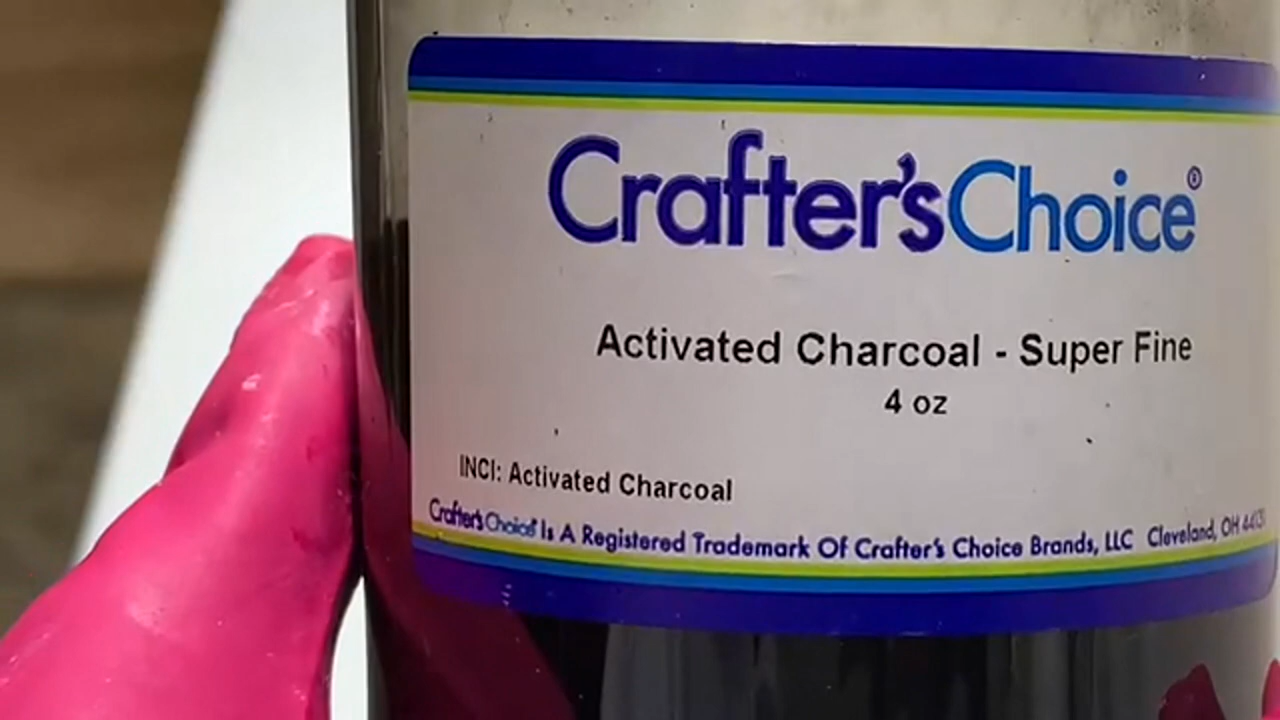 Crafter'sChoice®
Activated Charcoal - Super Fine
4 oz
INCI: Activated Charcoal
Crafter'sChoice® Is A Registered Trademark Of Crafter's Choice Brands, LLC Cleveland, OH